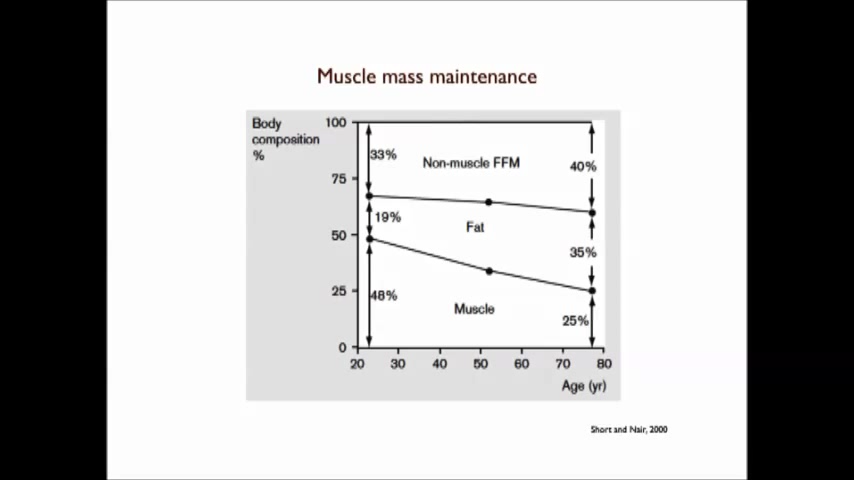 Muscle mass maintenance
Body
composition
%
100
75
50
25
0
33%
Non-muscle FFM
40%
19%
Fat
35%
48%
Muscle
25%
20 30 40 50 60 70 80
Age (yr)
Short and Nair, 2000